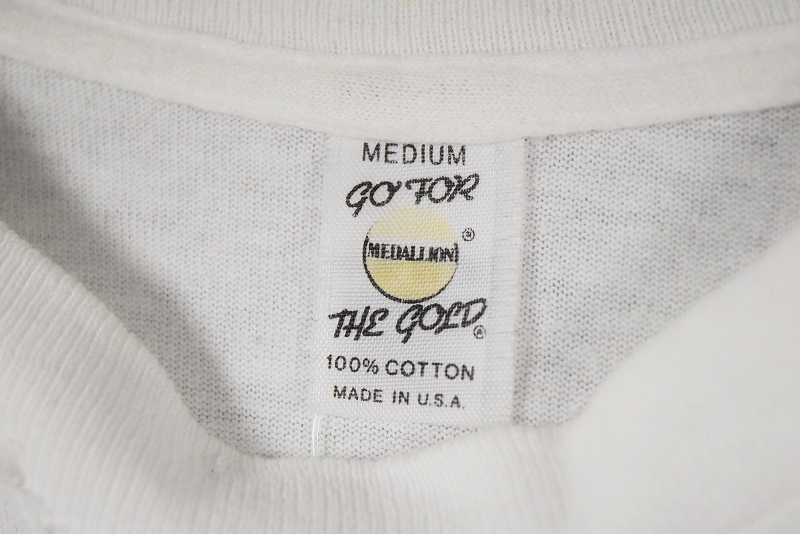 MEDIUM
GO FOR
MEDALLION ®
THE GOLD ®
100% COTTON
MADE IN U.S.A.